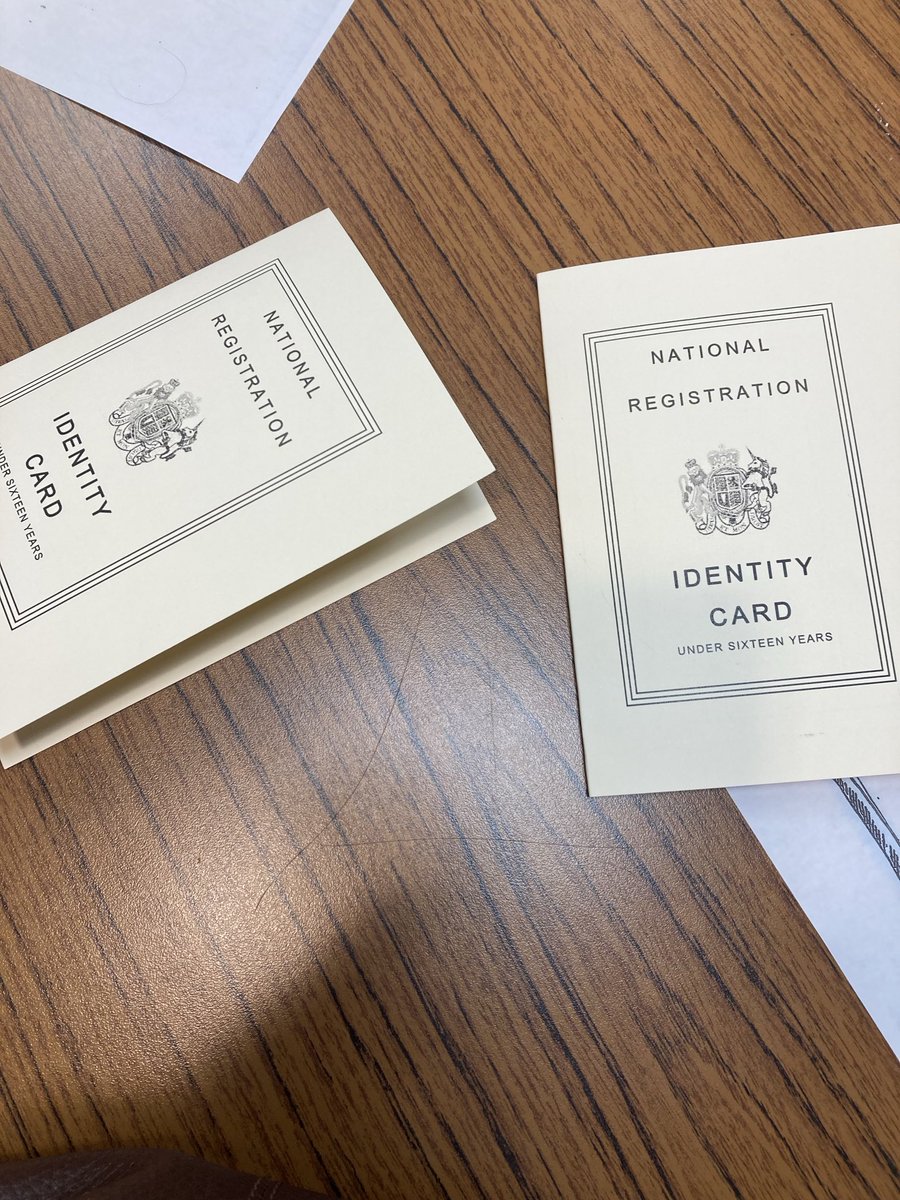 NATIONAL
REGISTRATION
IDENTITY
CARD
UNDER SIXTEEN YEARS
NATIONAL
REGISTRATION
IDENTITY
CARD
UNDER SIXTEEN YEARS